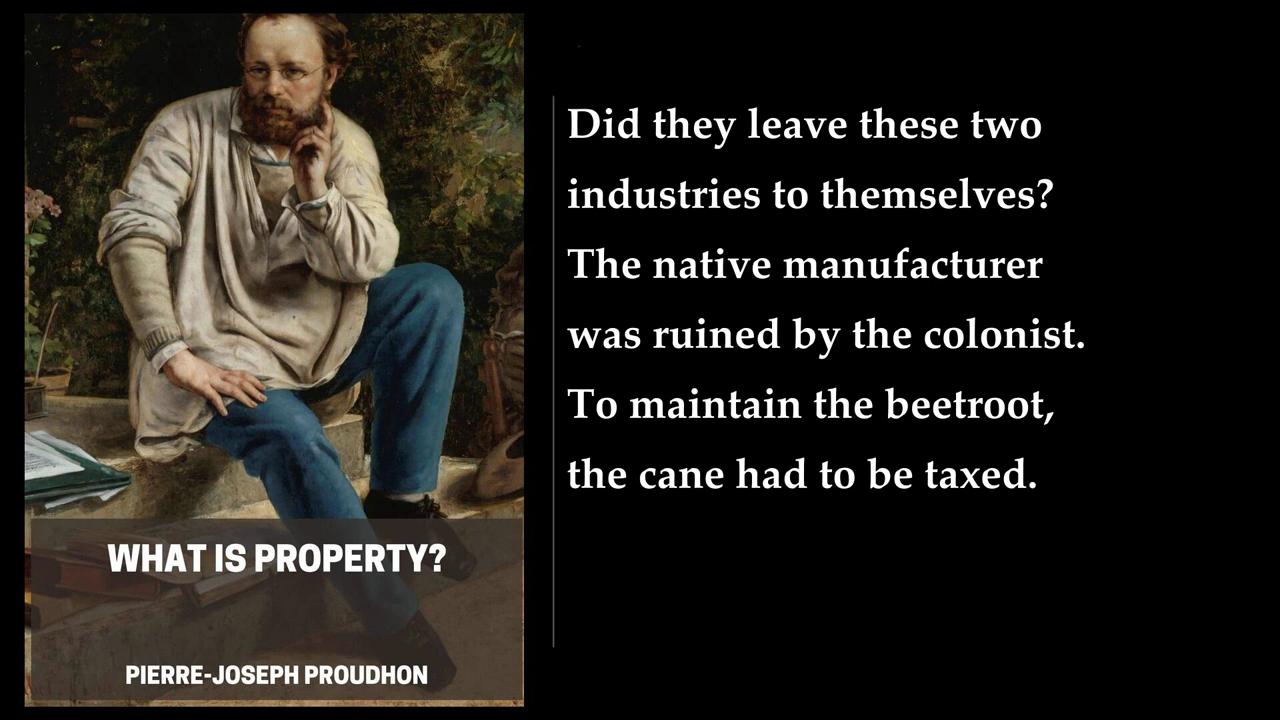 Did they leave these two
industries to themselves?
The native manufacturer
was ruined by the colonist.
To maintain the beetroot,
the cane had to be taxed.
WHAT IS PROPERTY?
PIERRE-JOSEPH PROUDHON